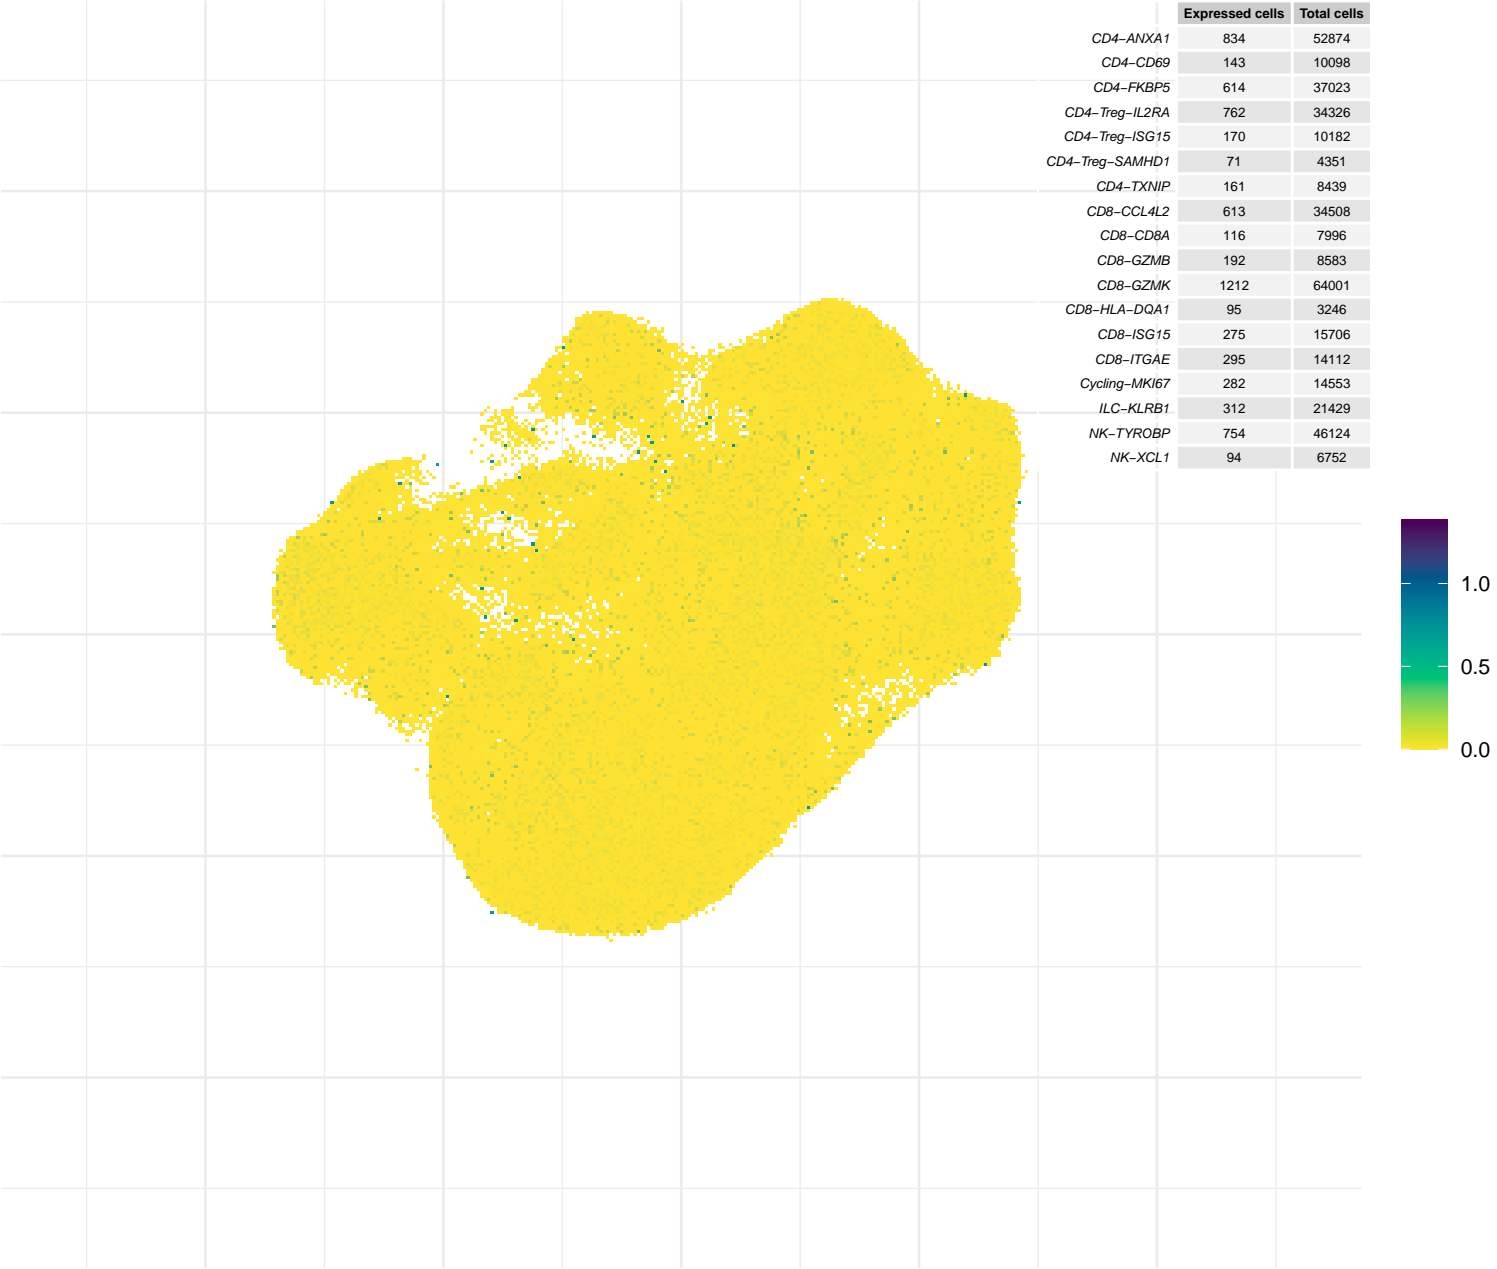 Expressed cells Total cells
CD4−ANXA1 834 52874
CD4−CD69 143 10098
CD4−FKBP5 614 37023
CD4−Treg−IL2RA 762 34326
CD4−Treg−ISG15 170 10182
CD4−Treg−SAMHD1 71 4351
CD4−TXNIP 161 8439
CD8−CCL4L2 613 34508
CD8−CD8A 116 7996
CD8−GZMB 192 8583
CD8−GZMK 1212 64001
CD8−HLA−DQA1 95 3246
CD8−ISG15 275 15706
CD8−ITGAE 295 14112
Cycling−MKI67 282 14553
ILC−KLRB1 312 21429
NK−TYROBP 754 46124
NK−XCL1 94 6752
1.0
0.5
0.0